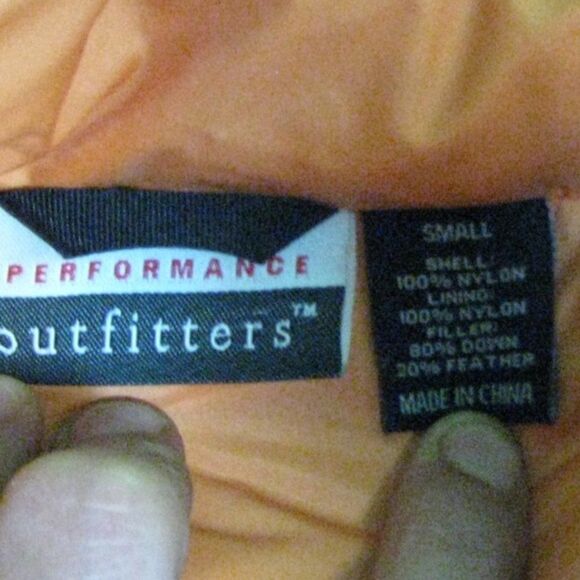 PERFORMANCE
outfitters™
SMALL
SHELL:
100% NYLON
LINING:
100% NYLON
FILLER:
80% DOWN
20% FEATHER
MADE IN CHINA